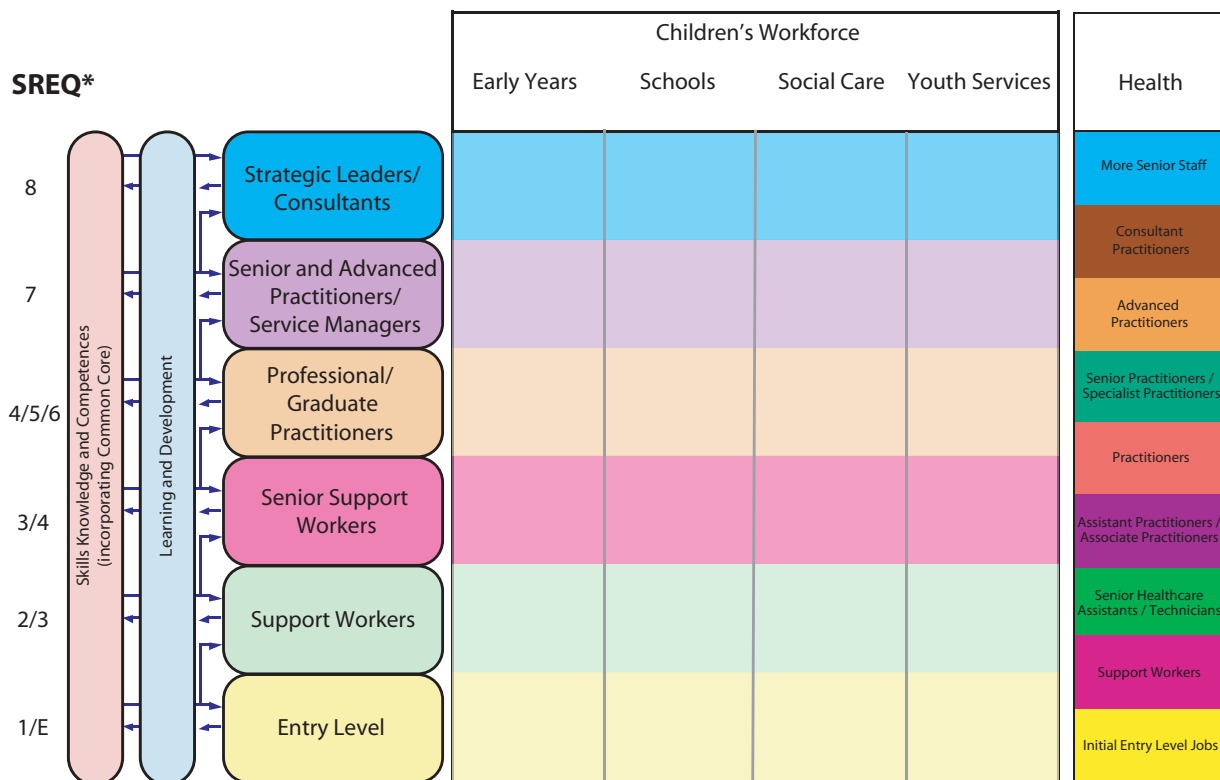 Children’s Workforce
SREQ*
Early Years
Schools
Social Care
Youth Services
Health
8
7
4/5/6
3/4
2/3
1/E
Skills Knowledge and Competences
(incorporating Common Core)
Learning and Development
Strategic Leaders/
Consultants
Senior and Advanced
Practitioners/
Service Managers
Professional/
Graduate
Practitioners
Senior Support
Workers
Support Workers
Entry Level
More Senior Staff
Consultant
Practitioners
Advanced
Practitioners
Senior Practitioners /
Specialist Practitioners
Practitioners
Assistant Practitioners /
Associate Practitioners
Senior Healthcare
Assistants / Technicians
Support Workers
Initial Entry Level Jobs